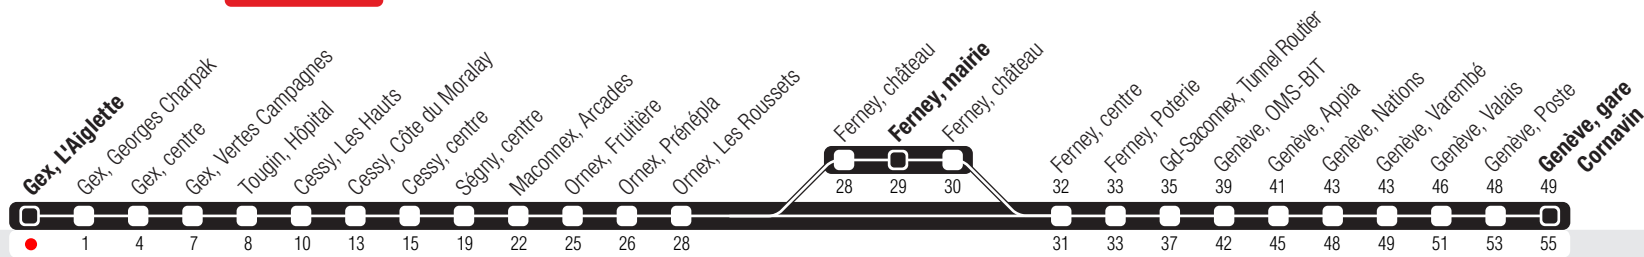 Gex, L'Aiglette
Gex, Georges Charpak
Gex, centre
Gex, Vertes Campagnes
Tougin, Hôpital
Cessy, Les Hauts
Cessy, Côte du Moralay
Cessy, centre
Ségny, centre
Maconnex, Arcades
Ornex, Fruitière
Ornex, Prénépla
Ornex, Les Roussets
Ferney, château
Ferney, mairie
Ferney, château
Ferney, centre
Ferney, Poterie
Gd-Saconnex, Tunnel Routier
Genève, OMS-BIT
Genève, Appia
Genève, Nations
Genève, Varembé
Genève, Valais
Genève, Poste
Genève, gare
Cornavin
28 29 30
32 33 35 39 41 43 43 46 48 49
1 4 7 8 10 13 15 19 22 25 26 28 31 33 37 42 45 48 49 51 53 55